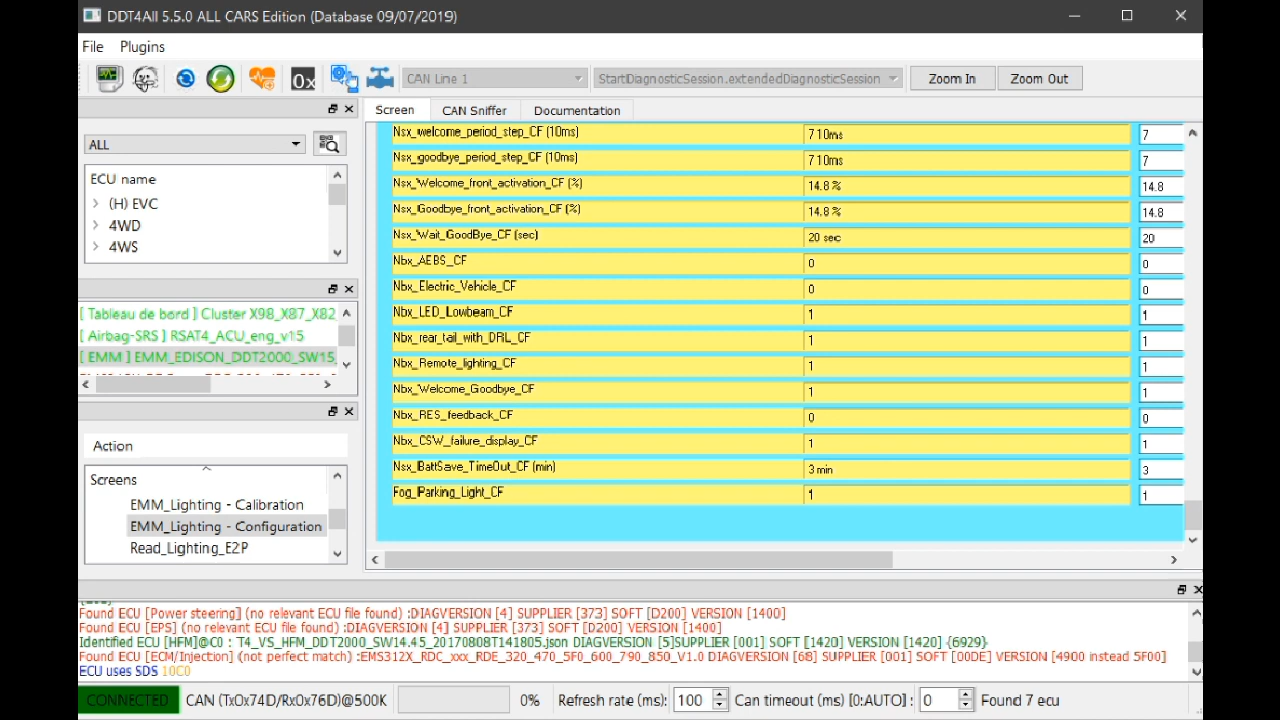 DDT4All 5.5.0 ALL CARS Edition (Database 09/07/2019)
File Plugins
0x CAN Line 1 StartDiagnosticSession.extendedDiagnosticSession Zoom In Zoom Out
Screen CAN Sniffer Documentation
ALL
ECU name
(H) EVC
4WD
4WS
[ Tableau de bord ] Cluster X98_X87_X82
[ Airbag-SRS ] RSAT4_ACU_eng_v15
[ EMM ] EMM_EDISON_DDT2000_SW15_
Action
Screens
EMM_Lighting - Calibration
EMM_Lighting - Configuration
Read_Lighting_E2P
Nsx_welcome_period_step_CF (10ms) 7 10ms 7
Nsx_goodbye_period_step_CF (10ms) 7 10ms 7
Nsx_Welcome_front_activation_CF (%) 14.8 % 14.8
Nsx_Goodbye_front_activation_CF (%) 14.8 % 14.8
Nsx_Wait_GoodBye_CF (sec) 20 sec 20
Nbx_AEBS_CF 0 0
Nbx_Electric_Vehicle_CF 0 0
Nbx_LED_lowbeam_CF 1 1
Nbx_rear_tail_with_DRL_CF 1 1
Nbx_Remote_lighting_CF 1 1
Nbx_Welcome_Goodbye_CF 1 1
Nbx_RES_feedback_CF 0 0
Nbx_CSW_failure_display_CF 1 1
Nsx_BattSave_TimeOut_CF (min) 3 min 3
Fog_Parking_Light_CF 1 1
Found ECU [Power steering] (no relevant ECU file found) :DIAGVERSION [4] SUPPLIER [373] SOFT [D200] VERSION [1400]
Found ECU [EPS] (no relevant ECU file found) :DIAGVERSION [4] SUPPLIER [373] SOFT [D200] VERSION [1400]
Identified ECU [HFM]@C0 : T4_VS_HFM_DDT2000_SW14.45_20170808T141805.json DIAGVERSION [5]SUPPLIER [001] SOFT [1420] VERSION [1420] {6929}
Found ECU [ECM/Injection] (not perfect match) :EMS312X_RDC_xxx_RDE_320_470_5F0_600_790_850_V1.0 DIAGVERSION [68] SUPPLIER [001] SOFT [00DE] VERSION [4900 instead 5F00]
ECU uses SDS 10C0
CONNECTED CAN (Tx0x74D/Rx0x76D)@500K 0% Refresh rate (ms): 100 Can timeout (ms) [0:AUTO] : 0 Found 7 ecu